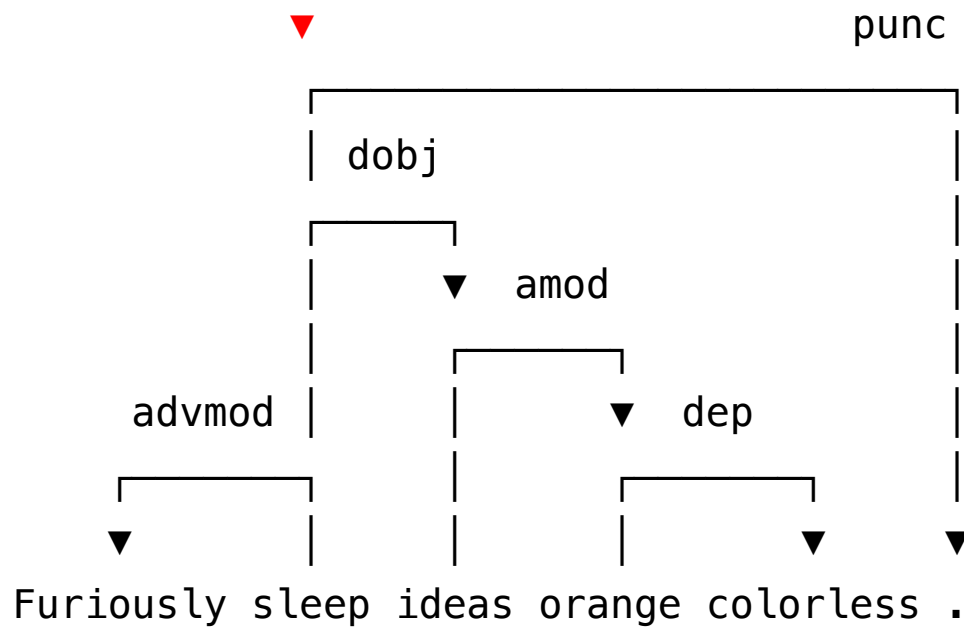 punc
dobj
amod
advmod dep
Furiously sleep ideas orange colorless .